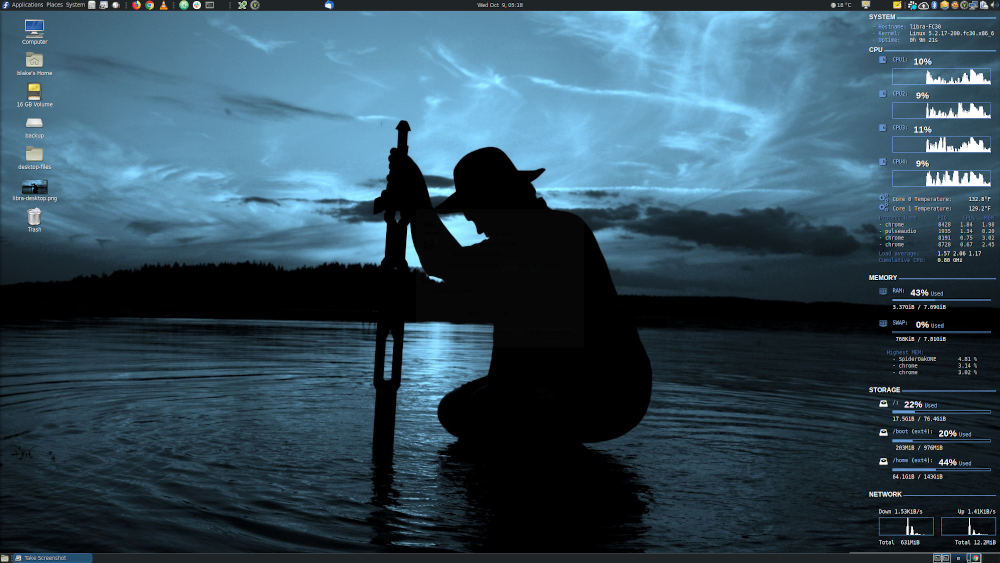 Applications Places System
Wed Oct 9, 05:18
18 °C
Computer
blake's Home
16 GB Volume
backup
desktop-files
libra-desktop.png
Trash
SYSTEM
- Hostname: libra-FC30
- Kernel: Linux 5.2.17-200.fc30.x86_6
- Uptime: 0h 9m 21s
CPU
CPU1: 10%
CPU2: 9%
CPU3: 11%
CPU4: 9%
Core 0 Temperature: 132.8°F
Core 1 Temperature: 129.2°F
- chrome 8428 1.84 1.98
- pulseaudio 1935 1.34 0.20
- chrome 8191 0.75 3.02
- chrome 8728 0.67 2.45
Load average: 1.57 2.06 1.17
Cumulative CPU: 0.80 GHz
MEMORY
RAM: 43% Used
3.37GiB / 7.69GiB
SWAP: 0% Used
768KiB / 7.81GiB
Highest MEM:
- SpiderOakONE 4.81 %
- chrome 3.14 %
- chrome 3.02 %
STORAGE
/: 22% Used
17.5GiB / 76.4GiB
/boot (ext4): 20% Used
203MiB / 976MiB
/home (ext4): 44% Used
64.1GiB / 143GiB
NETWORK
Down 1.53KiB/s Up 1.41KiB/s
Total 631MiB Total 12.2MiB
Take Screenshot